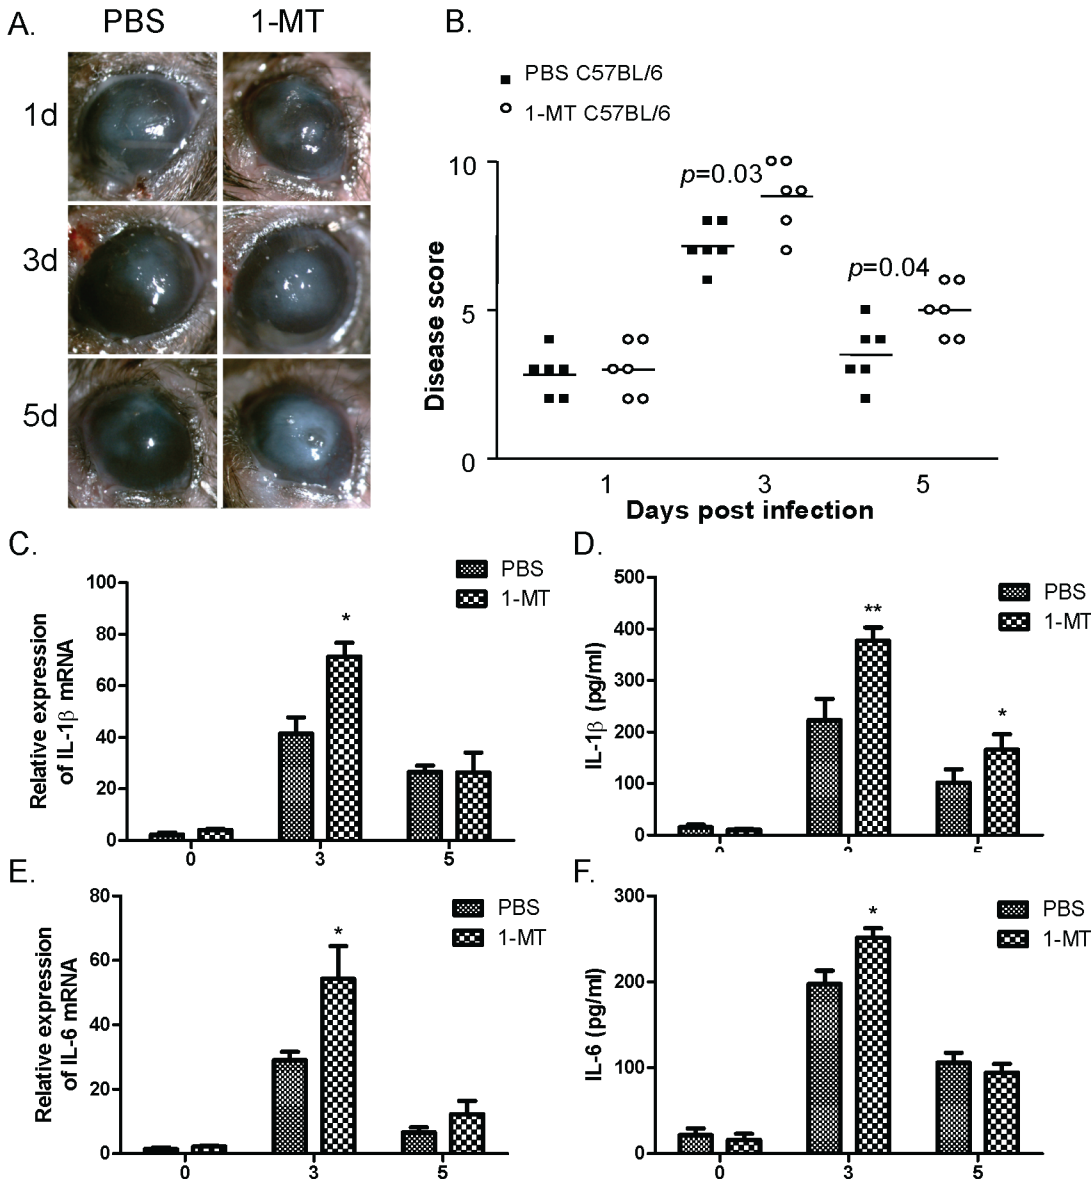 A.
PBS
1-MT
1d
3d
5d
B.
PBS C57BL/6
1-MT C57BL/6
Disease score
10
5
0
p=0.03
p=0.04
1
3
5
Days post infection
C.
PBS
1-MT
Relative expression
of IL-1β mRNA
100
80
60
40
20
0
*
0
3
5
D.
PBS
1-MT
IL-1β (pg/ml)
500
400
300
200
100
0
**
*
0
3
5
E.
PBS
1-MT
Relative expression
of IL-6 mRNA
80
60
40
20
0
*
0
3
5
F.
PBS
1-MT
IL-6 (pg/ml)
300
200
100
0
*
0
3
5